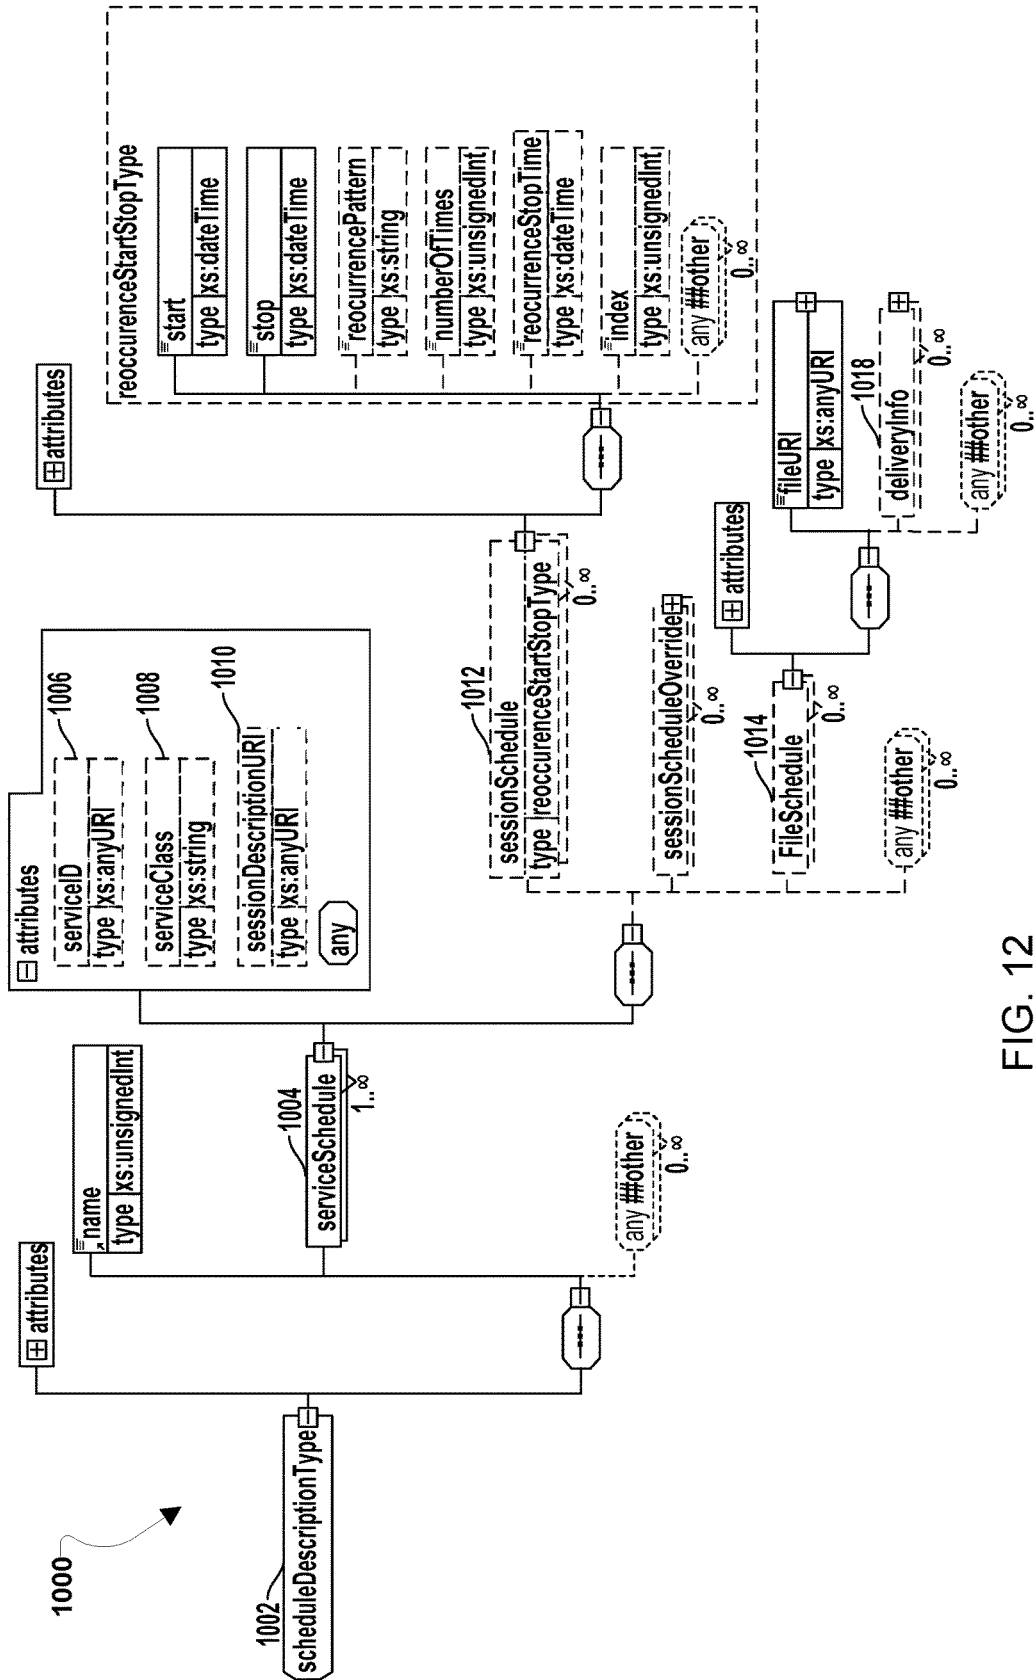 1000
1002
scheduleDescriptionType
attributes
name
type xs:unsignedInt
1004
serviceSchedule
1..∞
any ##other
0..∞
attributes
serviceID
type xs:anyURI
1006
serviceClass
type xs:string
1008
sessionDescriptionURI
type xs:anyURI
1010
any
1012
sessionSchedule
type reoccurenceStartStopType
0..∞
sessionScheduleOverride
0..∞
1014
FileSchedule
0..∞
any ##other
0..∞
attributes
reoccurenceStartStopType
start
type xs:dateTime
stop
type xs:dateTime
reocurrencePattern
type xs:string
numberOfTimes
type xs:unsignedInt
reocurrenceStopTime
type xs:dateTime
index
type xs:unsignedInt
any ##other
0..∞
attributes
fileURI
type xs:anyURI
1018
deliveryInfo
0..∞
any ##other
0..∞
FIG. 12